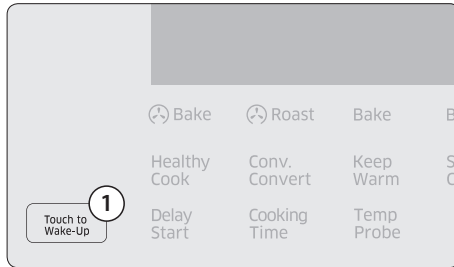 Bake Roast Bake B
Healthy Conv. Keep S
Cook Convert Warm C
1
Touch to Delay Cooking Temp
Wake-Up Start Time Probe